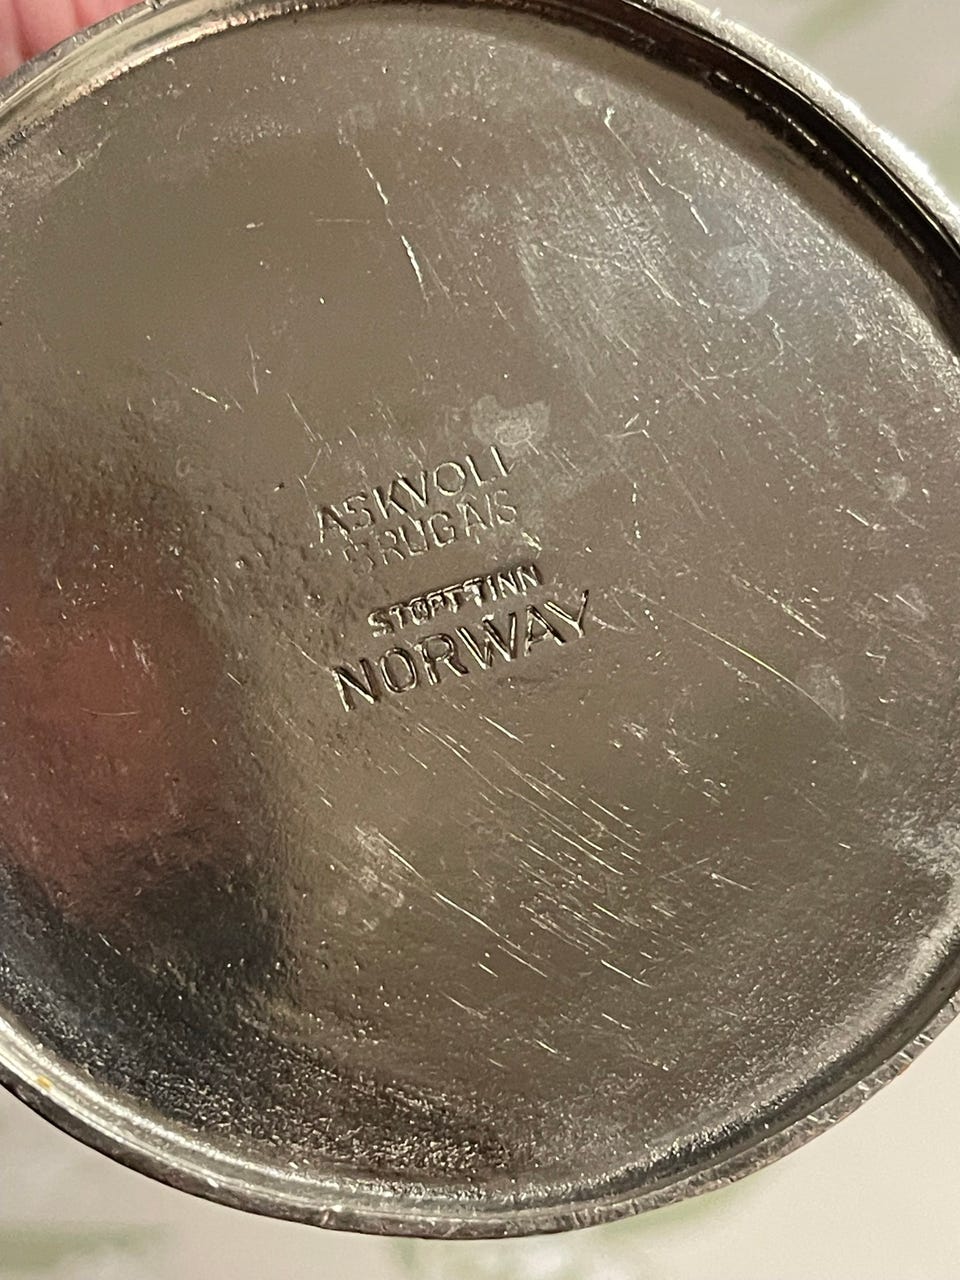 ASKVOLL
BRUG A/S
STØPT TINN
NORWAY